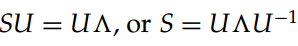 SU = UΛ, or S = UΛU⁻¹